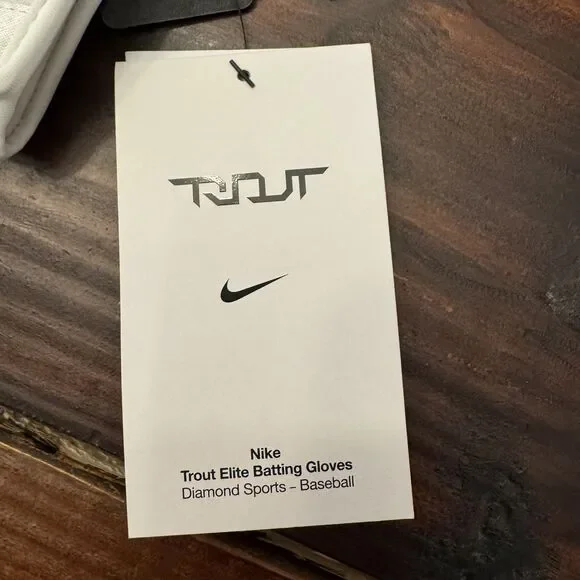 TROUT
Nike
Trout Elite Batting Gloves
Diamond Sports – Baseball